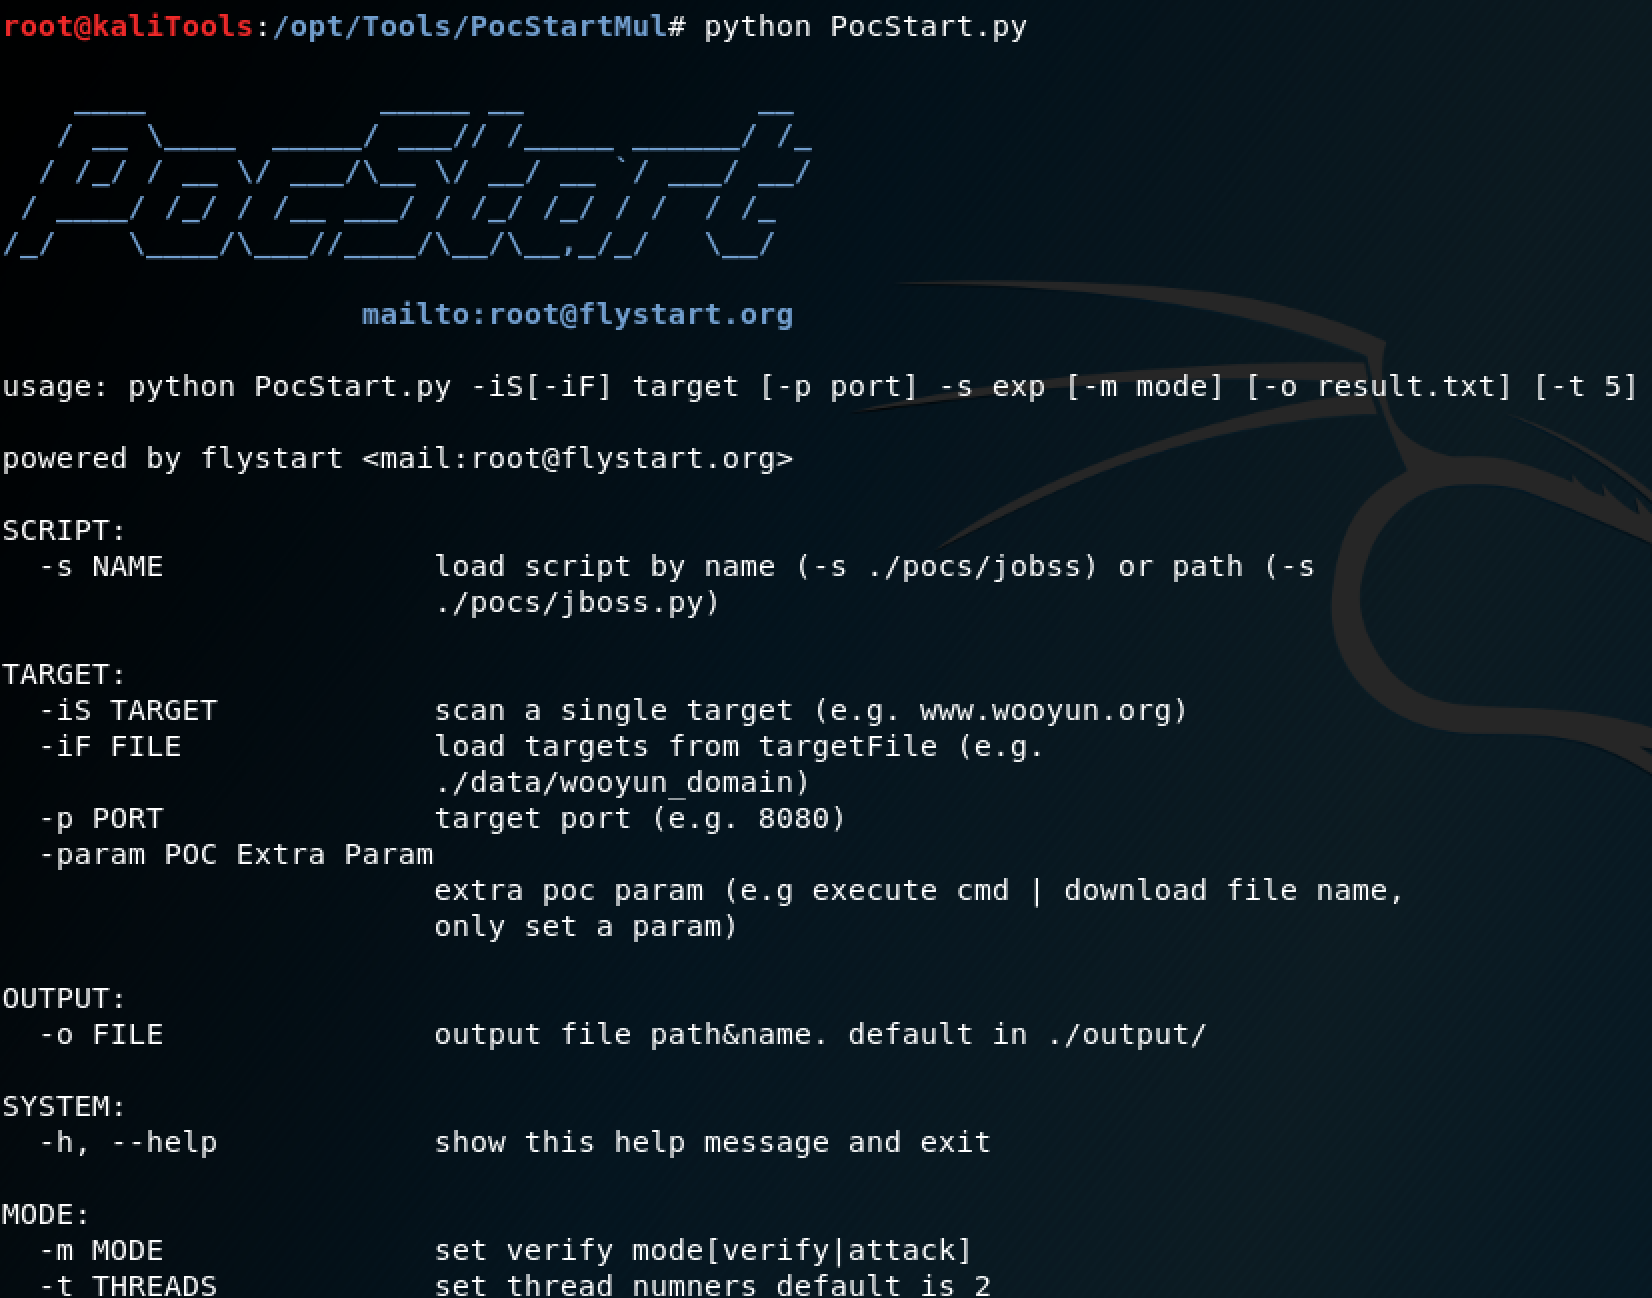 root@kaliTools:/opt/Tools/PocStartMul# python PocStart.py
PocStart
mailto:root@flystart.org
usage: python PocStart.py -iS[-iF] target [-p port] -s exp [-m mode] [-o result.txt] [-t 5]
powered by flystart <mail:root@flystart.org>
SCRIPT:
-s NAME load script by name (-s ./pocs/jobss) or path (-s
./pocs/jboss.py)
TARGET:
-iS TARGET scan a single target (e.g. www.wooyun.org)
-iF FILE load targets from targetFile (e.g.
./data/wooyun_domain)
-p PORT target port (e.g. 8080)
-param POC Extra Param
extra poc param (e.g execute cmd | download file name,
only set a param)
OUTPUT:
-o FILE output file path&name. default in ./output/
SYSTEM:
-h, --help show this help message and exit
MODE:
-m MODE set verify mode[verify|attack]
-t THREADS set thread numners default is 2